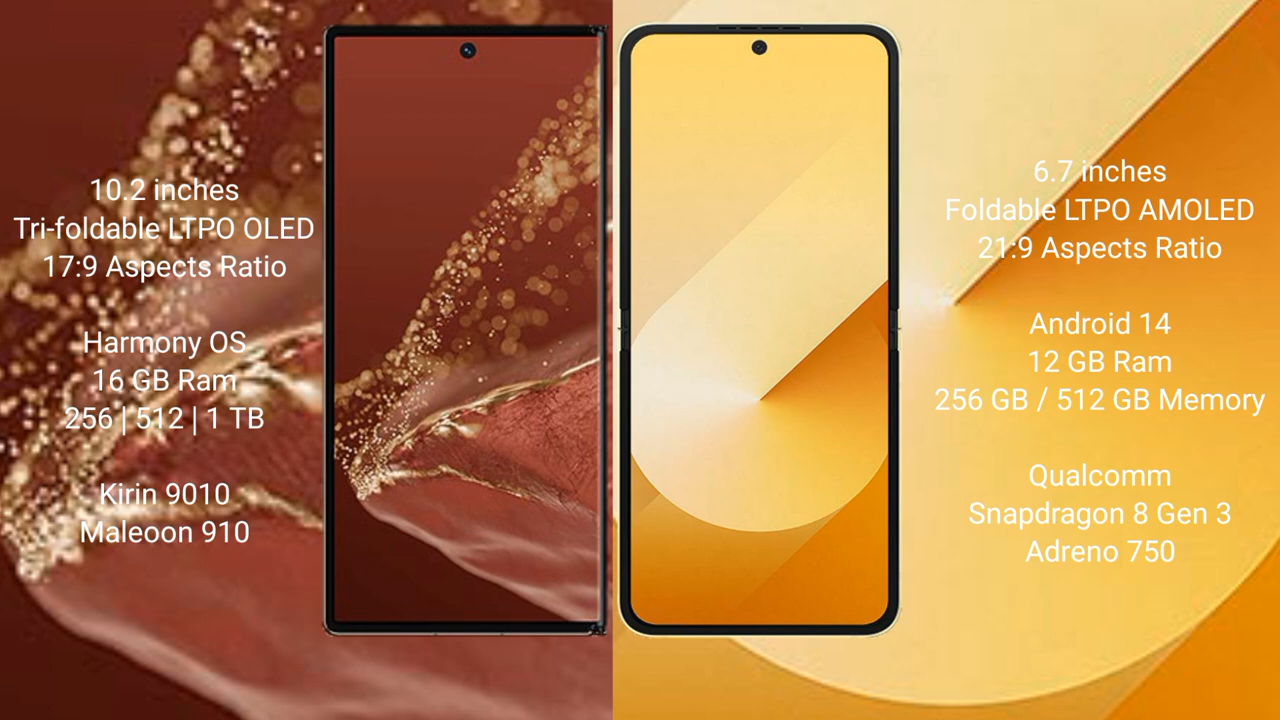 10.2 inches
Tri-foldable LTPO OLED
17:9 Aspects Ratio
Harmony OS
16 GB Ram
256 | 512 | 1 TB
Kirin 9010
Maleoon 910
6.7 inches
Foldable LTPO AMOLED
21:9 Aspects Ratio
Android 14
12 GB Ram
256 GB / 512 GB Memory
Qualcomm
Snapdragon 8 Gen 3
Adreno 750